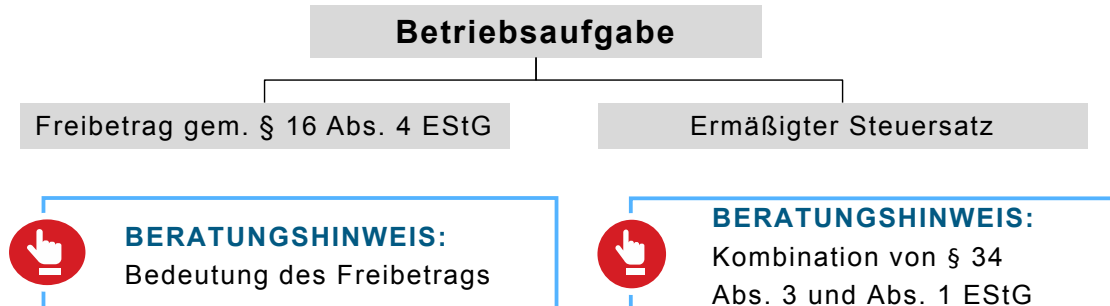 Betriebsaufgabe
Freibetrag gem. § 16 Abs. 4 EStG
Ermäßigter Steuersatz
BERATUNGSHINWEIS:
Bedeutung des Freibetrags
BERATUNGSHINWEIS:
Kombination von § 34
Abs. 3 und Abs. 1 EStG